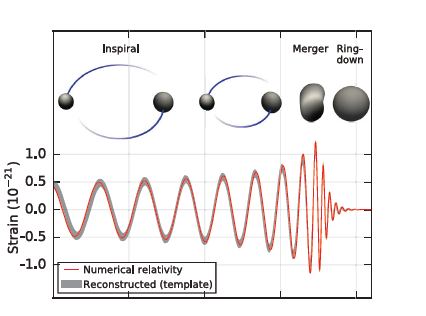 Inspiral
Merger Ring-
down
1.0
0.5
0.0
-0.5
-1.0
Strain (10⁻²¹)
Numerical relativity
Reconstructed (template)